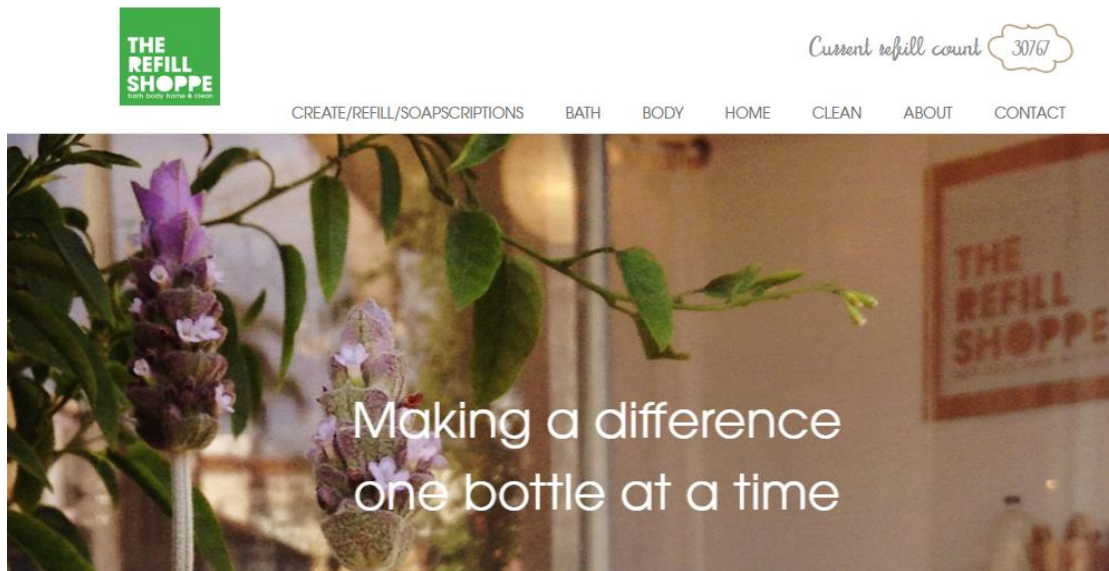 THE
REFILL
SHOPPE
bath body home & clean
Current refill count 30767
CREATE/REFILL/SOAPSCRIPTIONS BATH BODY HOME CLEAN ABOUT CONTACT
THE
REFILL
SHOPPE
Making a difference
one bottle at a time